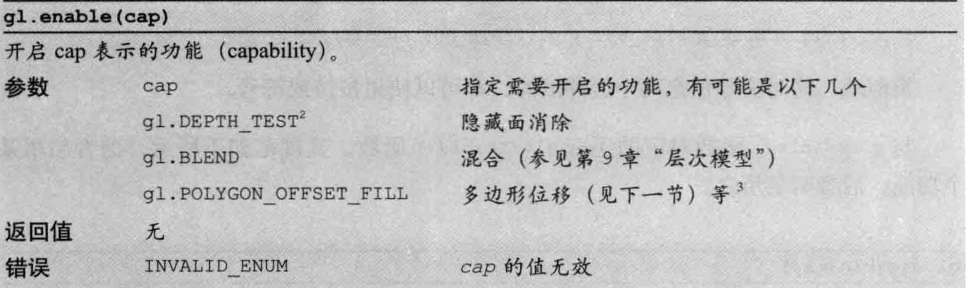 gl.enable(cap)
开启 cap 表示的功能（capability）。
参数 cap 指定需要开启的功能，有可能是以下几个
gl.DEPTH_TEST² 隐藏面消除
gl.BLEND 混合（参见第 9 章“层次模型”）
gl.POLYGON_OFFSET_FILL 多边形位移（见下一节）等³
返回值 无
错误 INVALID_ENUM cap 的值无效